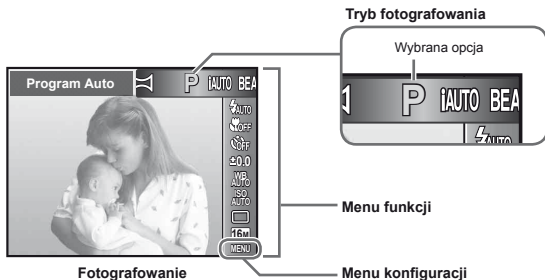 Tryb fotografowania
Wybrana opcja
Program Auto P iAUTO BEA
P iAUTO BEA
AUTO
AUTO
OFF
OFF
±0.0
WB AUTO
ISO AUTO
16M
MENU
Menu funkcji
Fotografowanie
Menu konfiguracji